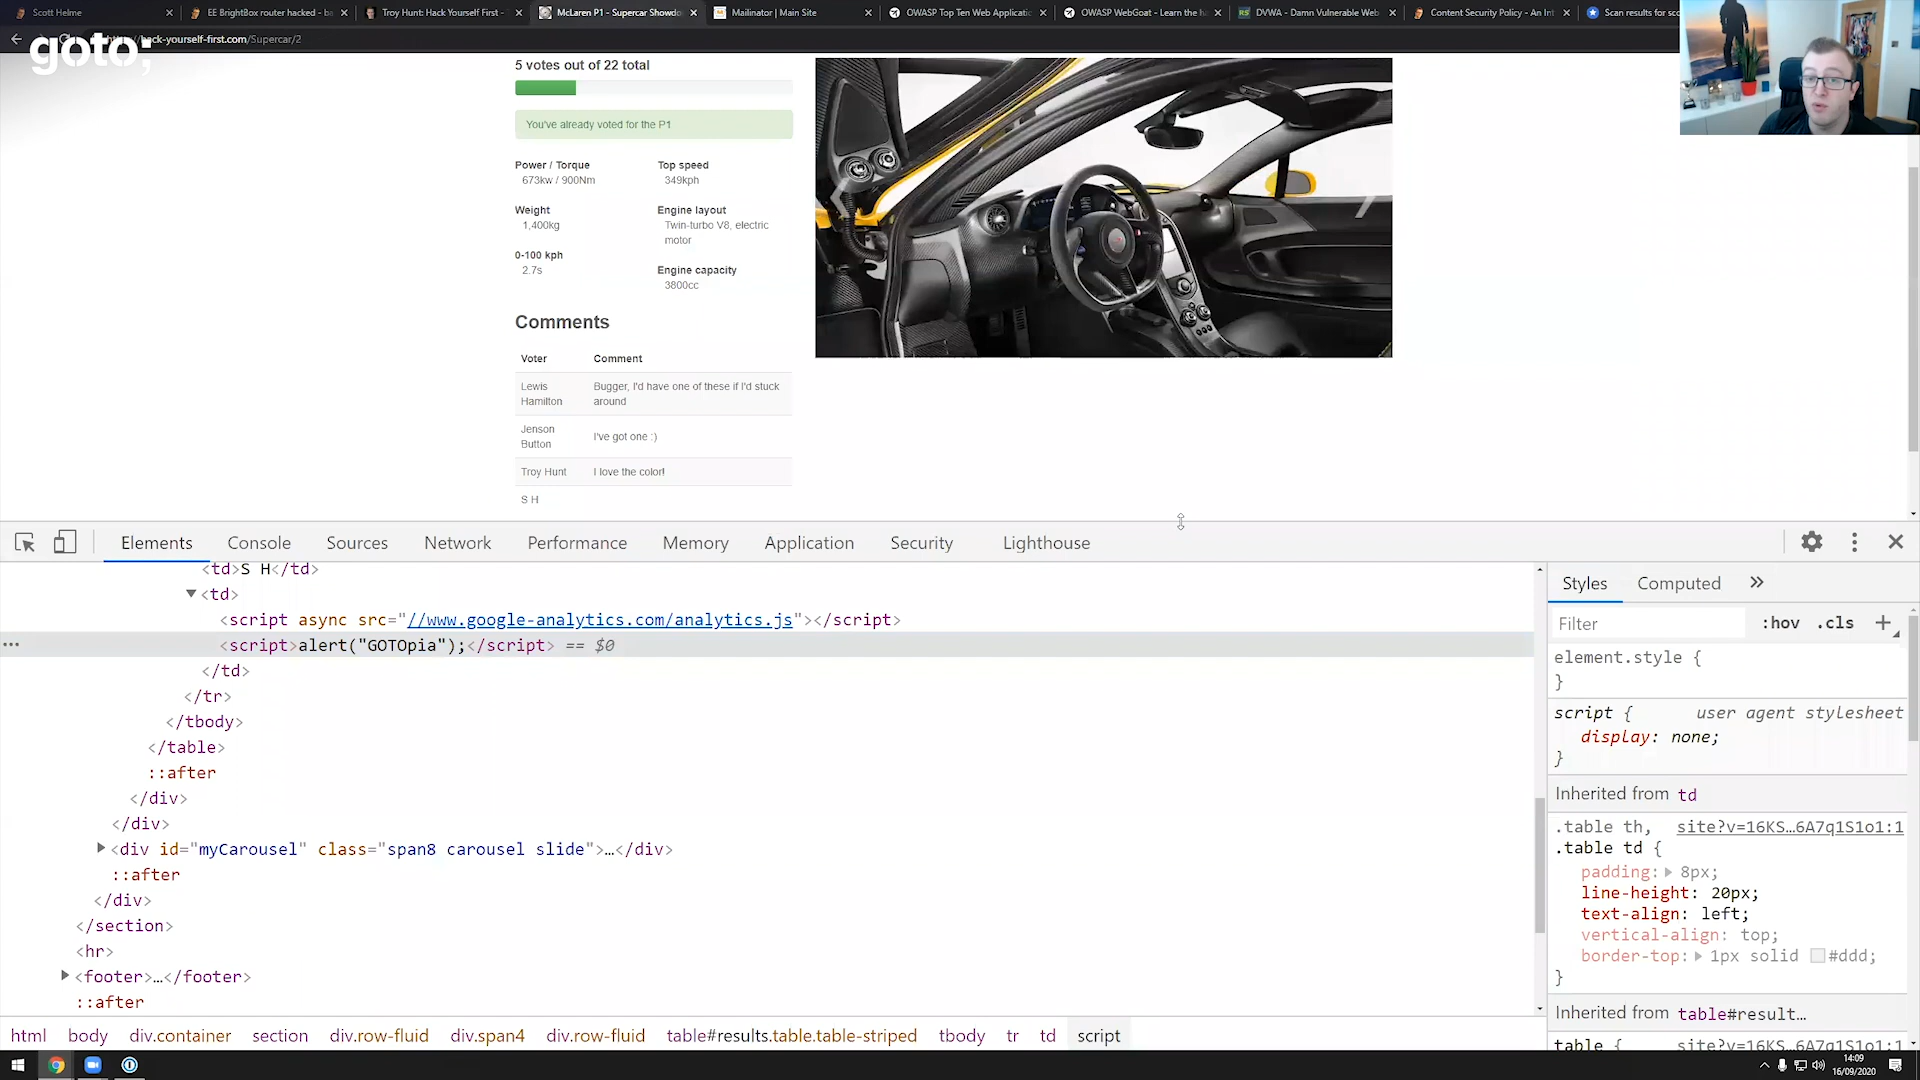 Scott Helme
EE BrightBox router hacked - ba
Troy Hunt: Hack Yourself First -
McLaren P1 - Supercar Showdo
Mailinator | Main Site
OWASP Top Ten Web Applicatio
OWASP WebGoat - Learn the ha
DVWA - Damn Vulnerable Web
Content Security Policy - An Int
Scan results for sco
goto;
hack-yourself-first.com/Supercar/2
5 votes out of 22 total
You've already voted for the P1
Power / Torque
673kw / 900Nm
Top speed
349kph
Weight
1,400kg
Engine layout
Twin-turbo V8, electric
motor
0-100 kph
2.7s
Engine capacity
3800cc
Comments
Voter Comment
Lewis
Hamilton
Bugger, I'd have one of these if I'd stuck
around
Jenson
Button
I've got one :)
Troy Hunt I love the color!
S H
Elements Console Sources Network Performance Memory Application Security Lighthouse
<td>S H</td>
▼<td>
<script async src="//www.google-analytics.com/analytics.js"></script>
<script>alert("GOTOpia");</script> == $0
</td>
</tr>
</tbody>
</table>
::after
</div>
</div>
▶<div id="myCarousel" class="span8 carousel slide">…</div>
::after
</div>
</section>
<hr>
▶<footer>…</footer>
::after
html body div.container section div.row-fluid div.span4 div.row-fluid table#results.table.table-striped tbody tr td script
Styles Computed »
Filter :hov .cls +
element.style {
}
script { user agent stylesheet
display: none;
}
Inherited from td
.table th, site?v=16KS…6A7q1S1o1:1
.table td {
padding:▶ 8px;
line-height: 20px;
text-align: left;
vertical-align: top;
border-top:▶ 1px solid #ddd;
}
Inherited from table#result…
table { site?v=16KS…6A7q1S1o1:1
14:09
16/09/2020